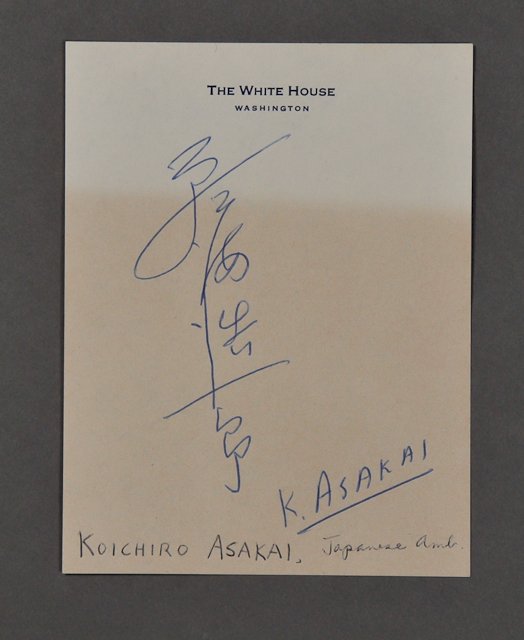 THE WHITE HOUSE
WASHINGTON
朝海浩一郎
K. ASAKAI
KOICHIRO ASAKAI, Japanese Amb.